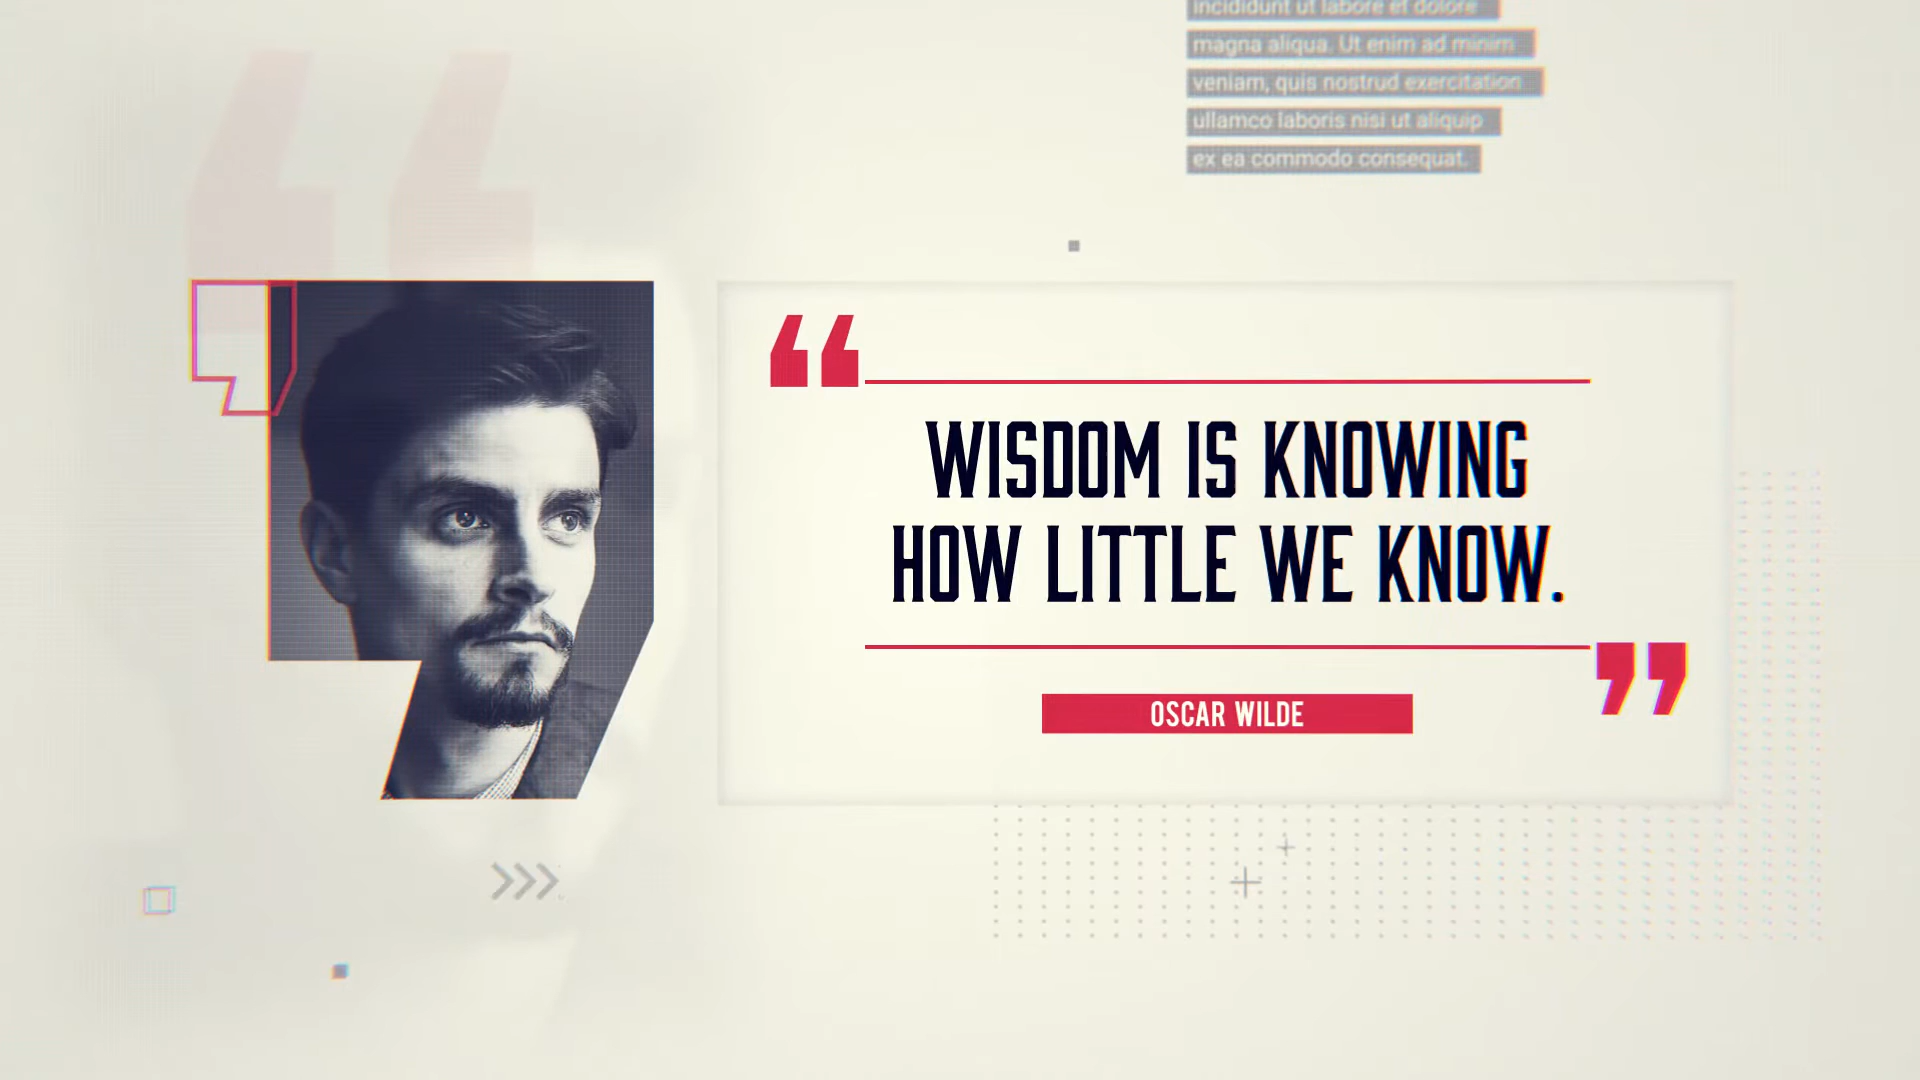 incididunt ut labore et dolore
magna aliqua. Ut enim ad minim
veniam, quis nostrud exercitation
ullamco laboris nisi ut aliquip
ex ea commodo consequat.
“
WISDOM IS KNOWING
HOW LITTLE WE KNOW.
”
OSCAR WILDE